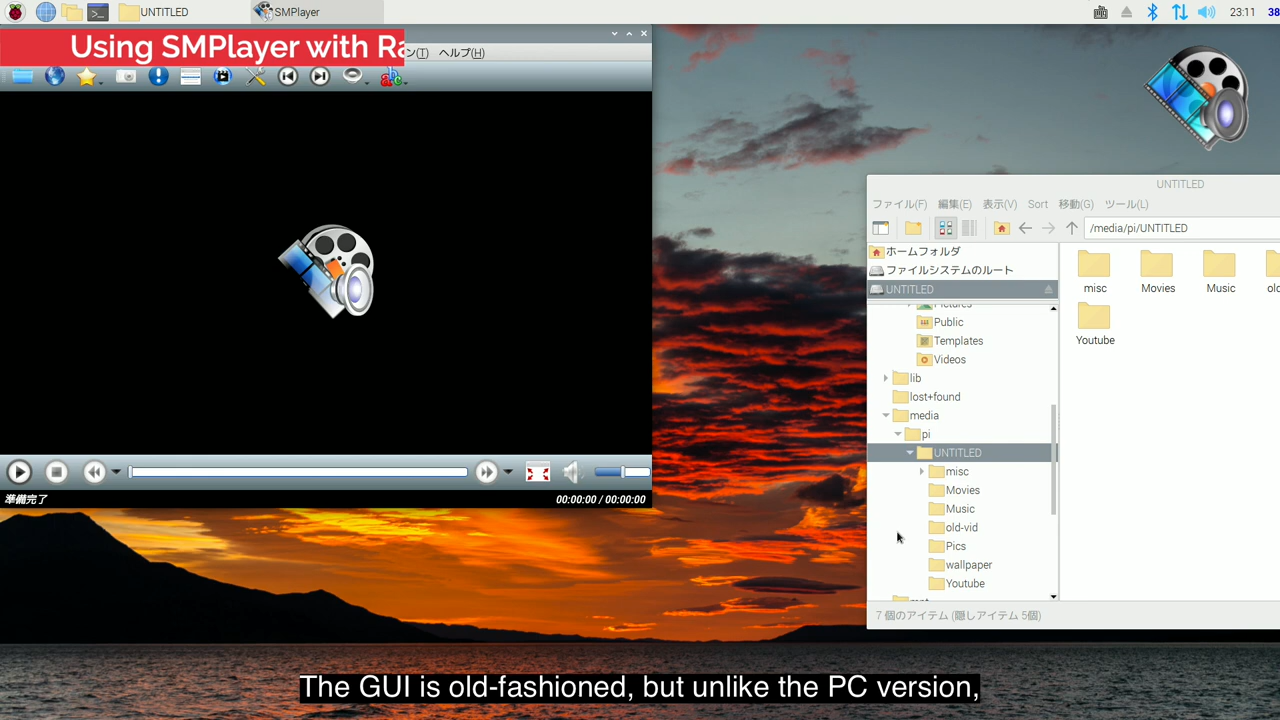 UNTITLED
SMPlayer
23:11
38
Using SMPlayer with Ra
ン(T) ヘルプ(H)
準備完了
00:00:00 / 00:00:00
UNTITLED
ファイル(F) 編集(E) 表示(V) Sort 移動(G) ツール(L)
/media/pi/UNTITLED
ホームフォルダ
ファイルシステムのルート
UNTITLED
Pictures
Public
Templates
Videos
lib
lost+found
media
pi
UNTITLED
misc
Movies
Music
old-vid
Pics
wallpaper
Youtube
misc Movies Music old
Youtube
7 個のアイテム (隠しアイテム 5個)
The GUI is old-fashioned, but unlike the PC version,